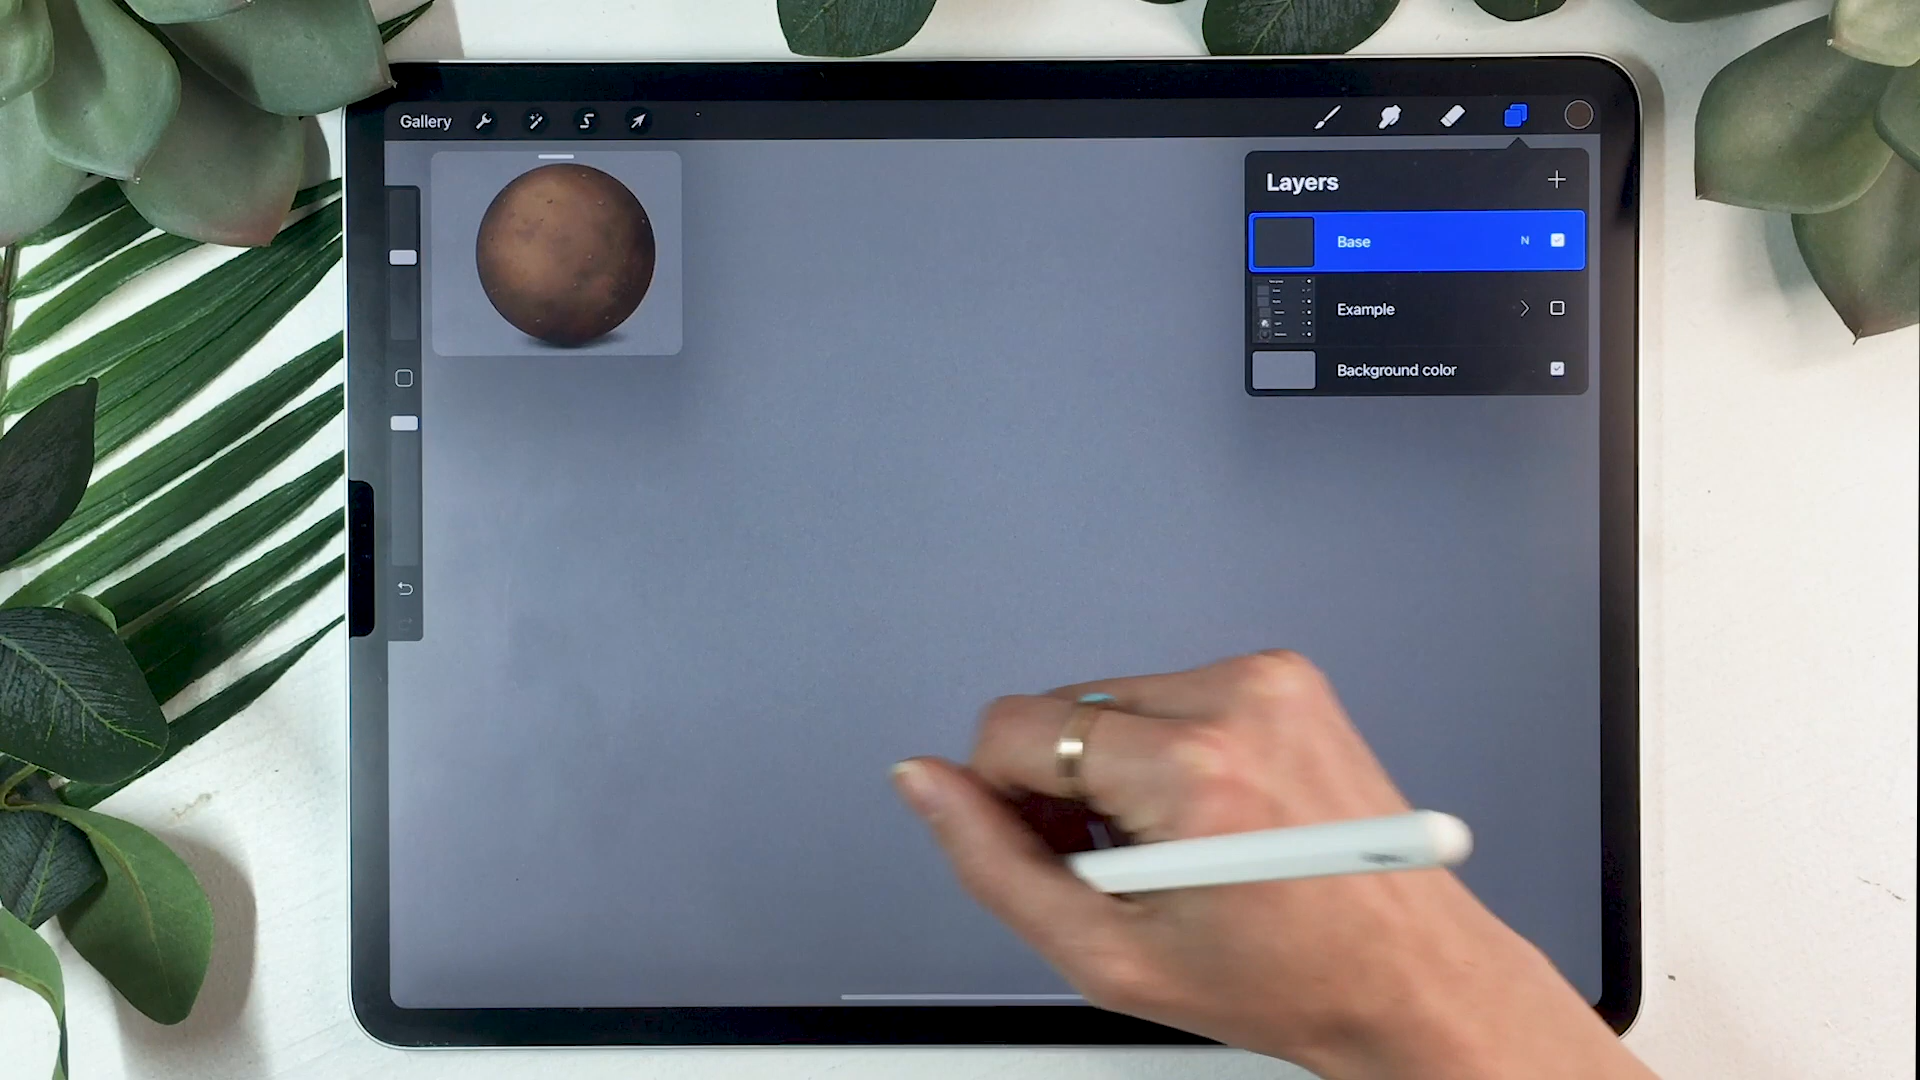 Gallery
Layers
Base N
Example
Background color